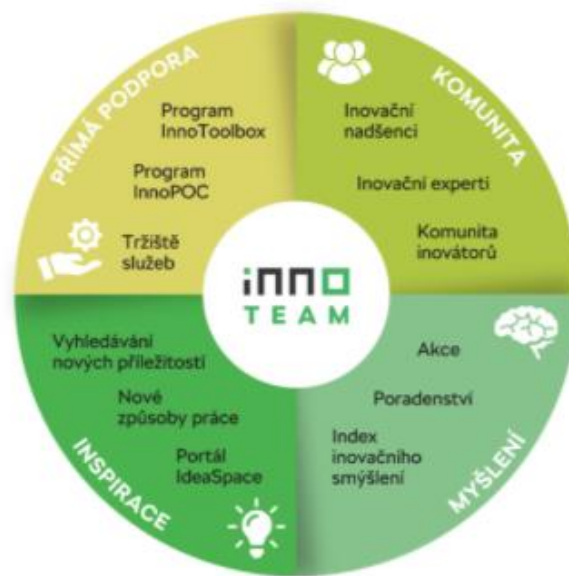 PŘÍMÁ PODPORA
Program
InnoToolbox
Program
InnoPOC
Tržiště
služeb
KOMUNITA
Inovační
nadšenci
Inovační experti
Komunita
inovátorů
inno
TEAM
Vyhledávání
nových příležitostí
Nové
způsoby práce
Portál
IdeaSpace
INSPIRACE
Akce
Poradenství
Index
inovačního
smýšlení
MYŠLENÍ